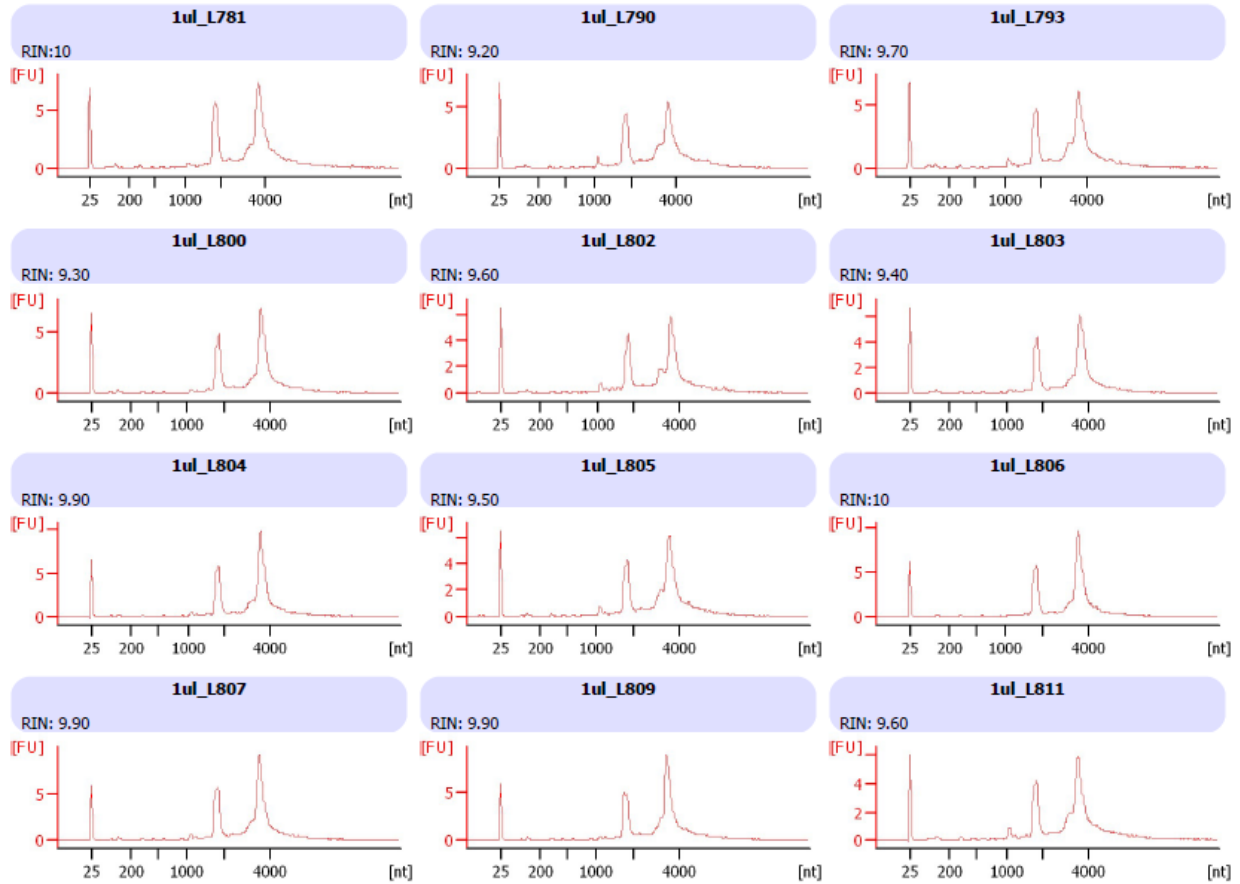 1ul_L781
RIN:10
[FU]
5
0
25 200 1000 4000 [nt]
1ul_L790
RIN: 9.20
[FU]
5
0
25 200 1000 4000 [nt]
1ul_L793
RIN: 9.70
[FU]
5
0
25 200 1000 4000 [nt]
1ul_L800
RIN: 9.30
[FU]
5
0
25 200 1000 4000 [nt]
1ul_L802
RIN: 9.60
[FU]
4
2
0
25 200 1000 4000 [nt]
1ul_L803
RIN: 9.40
[FU]
4
2
0
25 200 1000 4000 [nt]
1ul_L804
RIN: 9.90
[FU]
5
0
25 200 1000 4000 [nt]
1ul_L805
RIN: 9.50
[FU]
4
2
0
25 200 1000 4000 [nt]
1ul_L806
RIN:10
[FU]
5
0
25 200 1000 4000 [nt]
1ul_L807
RIN: 9.90
[FU]
5
0
25 200 1000 4000 [nt]
1ul_L809
RIN: 9.90
[FU]
5
0
25 200 1000 4000 [nt]
1ul_L811
RIN: 9.60
[FU]
4
2
0
25 200 1000 4000 [nt]